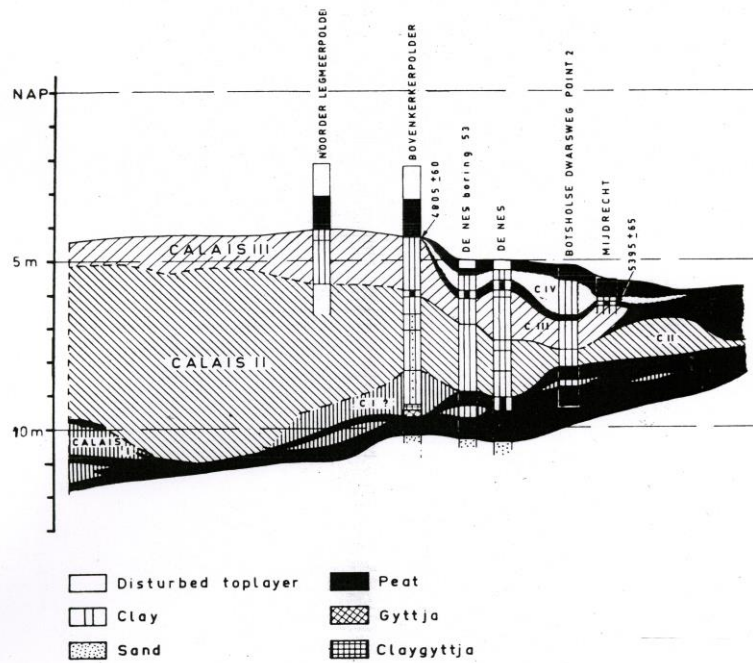 NAP
5 m
10 m
NOORDER LEGMEERPOLDE
BOVENKERKERPOLDER
4805 ±60
DE NES boring 53
DE NES
BOTSHOLSE DWARSWEG POINT 2
MIJDRECHT
5395 ±65
CALAIS III
CALAIS II
CALAIS I
C I ?
C IV
C III
C II
Disturbed toplayer
Clay
Sand
Peat
Gyttja
Claygyttja